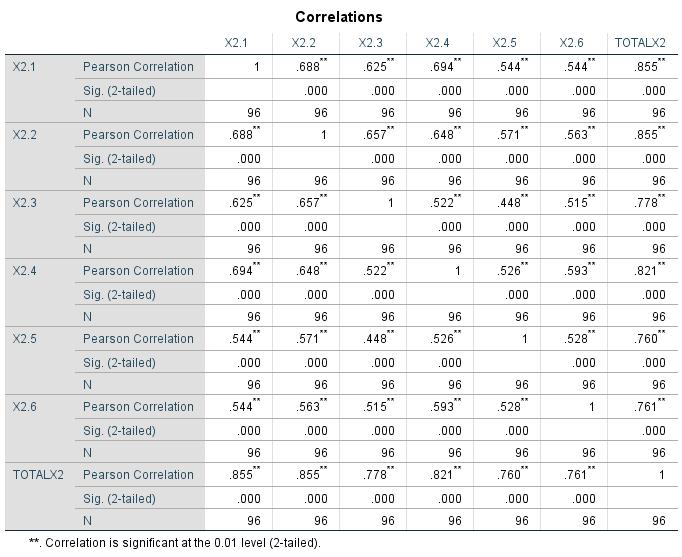 Correlations
X2.1 X2.2 X2.3 X2.4 X2.5 X2.6 TOTALX2
X2.1 Pearson Correlation 1 .688** .625** .694** .544** .544** .855**
Sig. (2-tailed) .000 .000 .000 .000 .000 .000
N 96 96 96 96 96 96 96
X2.2 Pearson Correlation .688** 1 .657** .648** .571** .563** .855**
Sig. (2-tailed) .000 .000 .000 .000 .000 .000
N 96 96 96 96 96 96 96
X2.3 Pearson Correlation .625** .657** 1 .522** .448** .515** .778**
Sig. (2-tailed) .000 .000 .000 .000 .000 .000
N 96 96 96 96 96 96 96
X2.4 Pearson Correlation .694** .648** .522** 1 .526** .593** .821**
Sig. (2-tailed) .000 .000 .000 .000 .000 .000
N 96 96 96 96 96 96 96
X2.5 Pearson Correlation .544** .571** .448** .526** 1 .528** .760**
Sig. (2-tailed) .000 .000 .000 .000 .000 .000
N 96 96 96 96 96 96 96
X2.6 Pearson Correlation .544** .563** .515** .593** .528** 1 .761**
Sig. (2-tailed) .000 .000 .000 .000 .000 .000
N 96 96 96 96 96 96 96
TOTALX2 Pearson Correlation .855** .855** .778** .821** .760** .761** 1
Sig. (2-tailed) .000 .000 .000 .000 .000 .000
N 96 96 96 96 96 96 96
**. Correlation is significant at the 0.01 level (2-tailed).